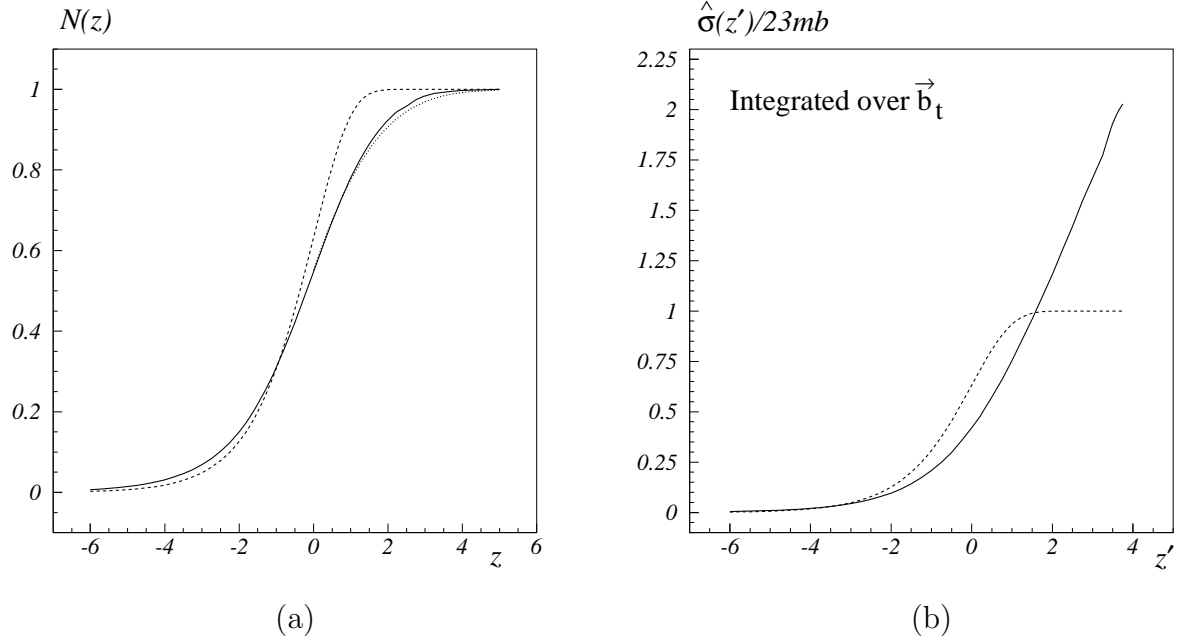 N(z)
1
0.8
0.6
0.4
0.2
0
-6 -4 -2 0 2 4 6
z
(a)
σ̂(z′)/23mb
Integrated over b⃗ₜ
2.25
2
1.75
1.5
1.25
1
0.75
0.5
0.25
0
-6 -4 -2 0 2 4
z′
(b)